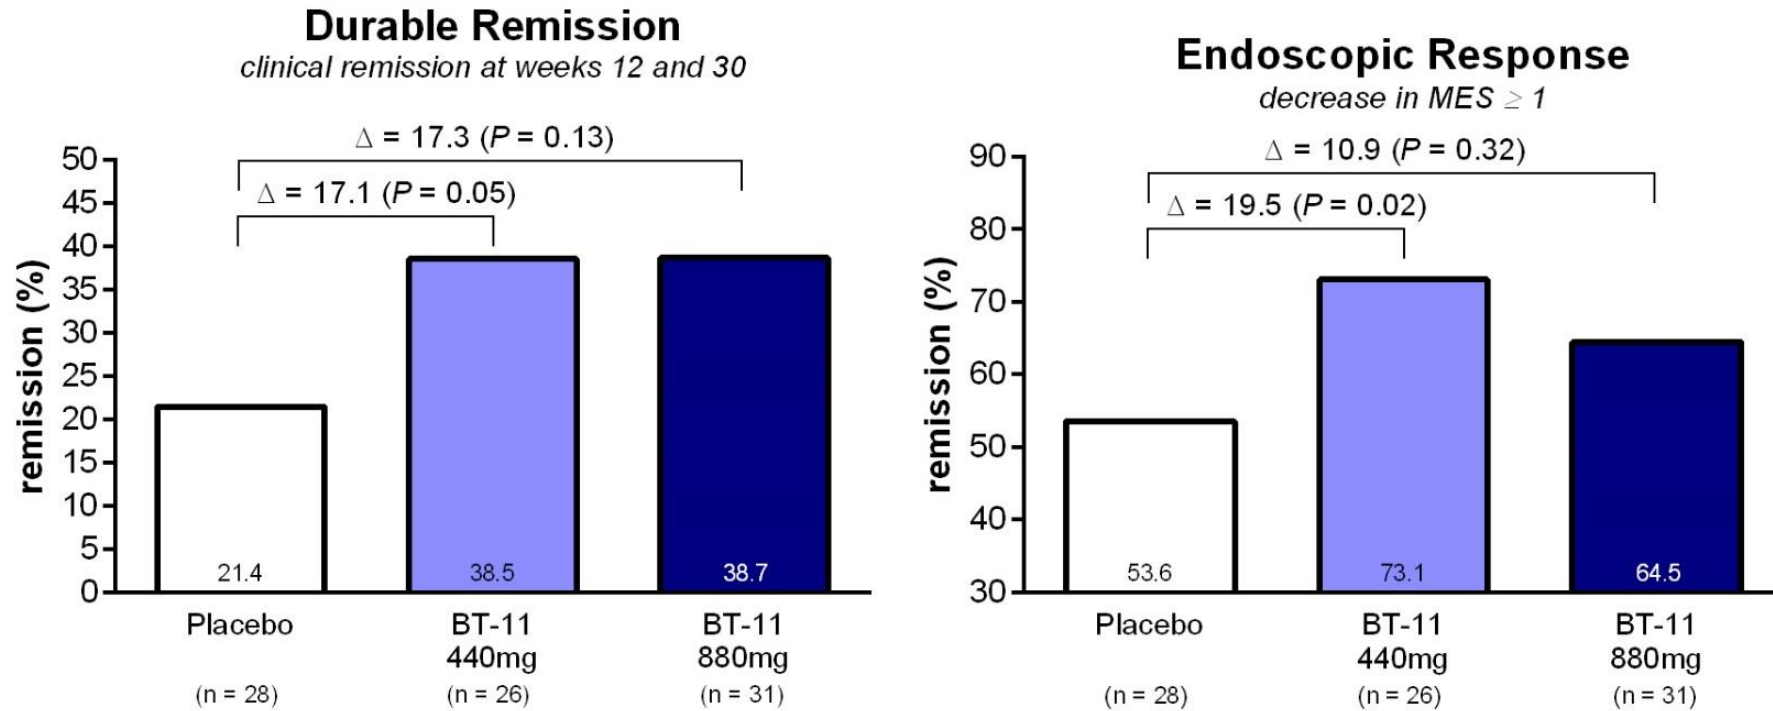 Durable Remission
clinical remission at weeks 12 and 30
Δ = 17.3 (P = 0.13)
Δ = 17.1 (P = 0.05)
remission (%)
50
45
40
35
30
25
20
15
10
5
0
21.4
38.5
38.7
Placebo
BT-11
440mg
BT-11
880mg
(n = 28)
(n = 26)
(n = 31)
Endoscopic Response
decrease in MES ≥ 1
Δ = 10.9 (P = 0.32)
Δ = 19.5 (P = 0.02)
remission (%)
90
80
70
60
50
40
30
53.6
73.1
64.5
Placebo
BT-11
440mg
BT-11
880mg
(n = 28)
(n = 26)
(n = 31)